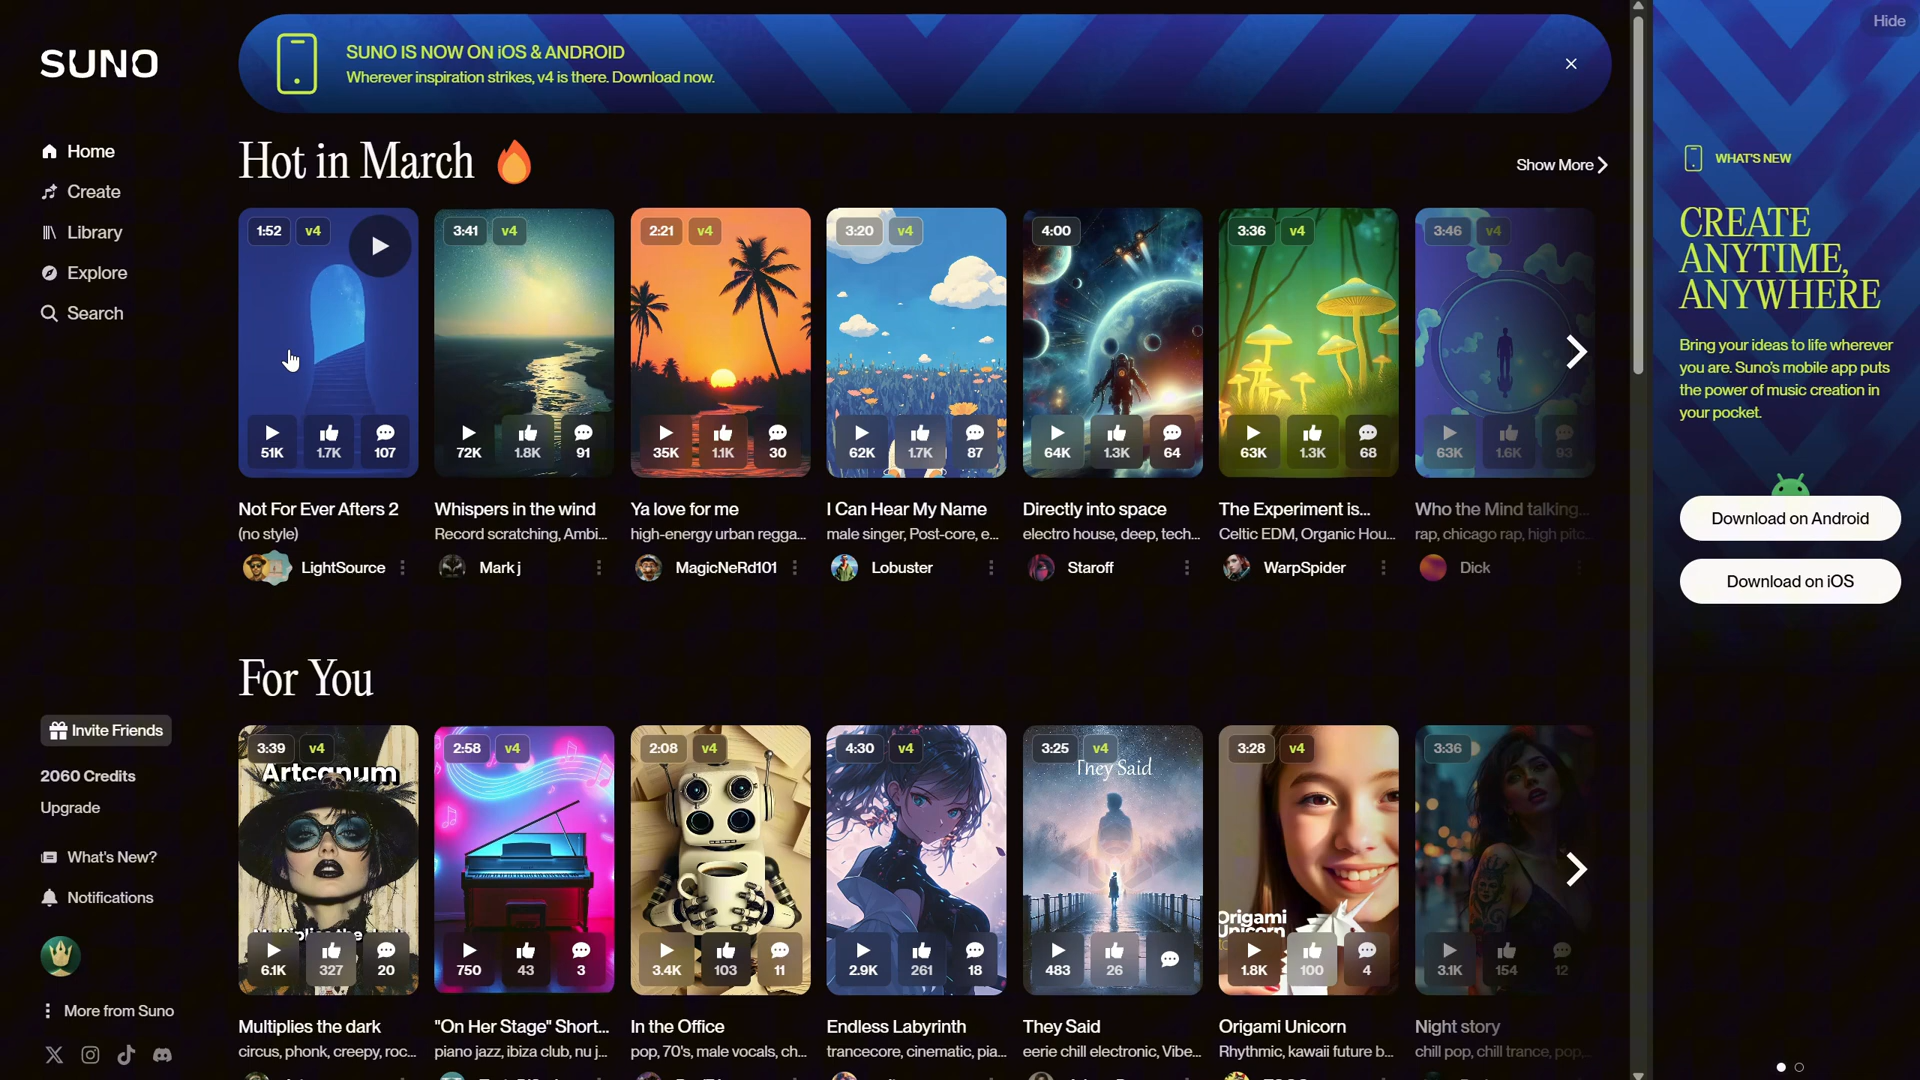 SUNO
Home
Create
Library
Explore
Search
Invite Friends
2060 Credits
Upgrade
What's New?
Notifications
More from Suno
SUNO IS NOW ON iOS & ANDROID
Wherever inspiration strikes, v4 is there. Download now.
Hot in March
Show More
1:52 v4
51K 1.7K 107
Not For Ever Afters 2
(no style)
LightSource
3:41 v4
72K 1.8K 91
Whispers in the wind
Record scratching, Ambi...
Mark j
2:21 v4
35K 1.1K 30
Ya love for me
high-energy urban regga...
MagicNeRd101
3:20 v4
62K 1.7K 87
I Can Hear My Name
male singer, Post-core, e...
Lobuster
4:00
64K 1.3K 64
Directly into space
electro house, deep, tech...
Staroff
3:36 v4
63K 1.3K 68
The Experiment is...
Celtic EDM, Organic Hou...
WarpSpider
3:46 v4
63K 1.6K 93
Who the Mind talking...
rap, chicago rap, high pitc...
Dick
For You
3:39 v4
Artcanum
6.1K 327 20
Multiplies the dark
circus, phonk, creepy, roc...
2:58 v4
750 43 3
"On Her Stage" Short...
piano jazz, ibiza club, nu j...
2:08 v4
3.4K 103 11
In the Office
pop, 70's, male vocals, ch...
4:30 v4
2.9K 261 18
Endless Labyrinth
trancecore, cinematic, pia...
3:25 v4
They Said
483 26
They Said
eerie chill electronic, Vibe...
3:28 v4
Origami
Unicorn
1.8K 100 4
Origami Unicorn
Rhythmic, kawaii future b...
3:36
3.1K 154 12
Night story
chill pop, chill trance, pop,...
Hide
WHAT'S NEW
CREATE
ANYTIME,
ANYWHERE
Bring your ideas to life wherever
you are. Suno's mobile app puts
the power of music creation in
your pocket.
Download on Android
Download on iOS